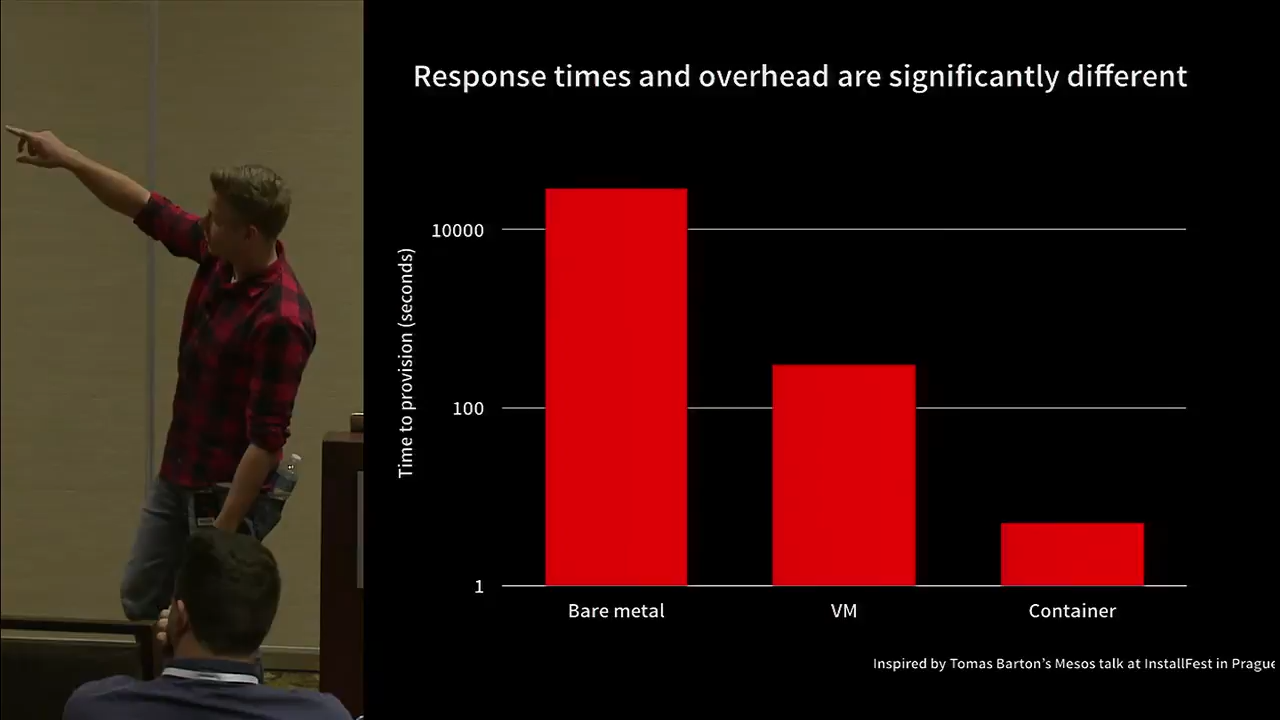 Response times and overhead are significantly different
10000
100
1
Time to provision (seconds)
Bare metal
VM
Container
Inspired by Tomas Barton's Mesos talk at InstallFest in Prague